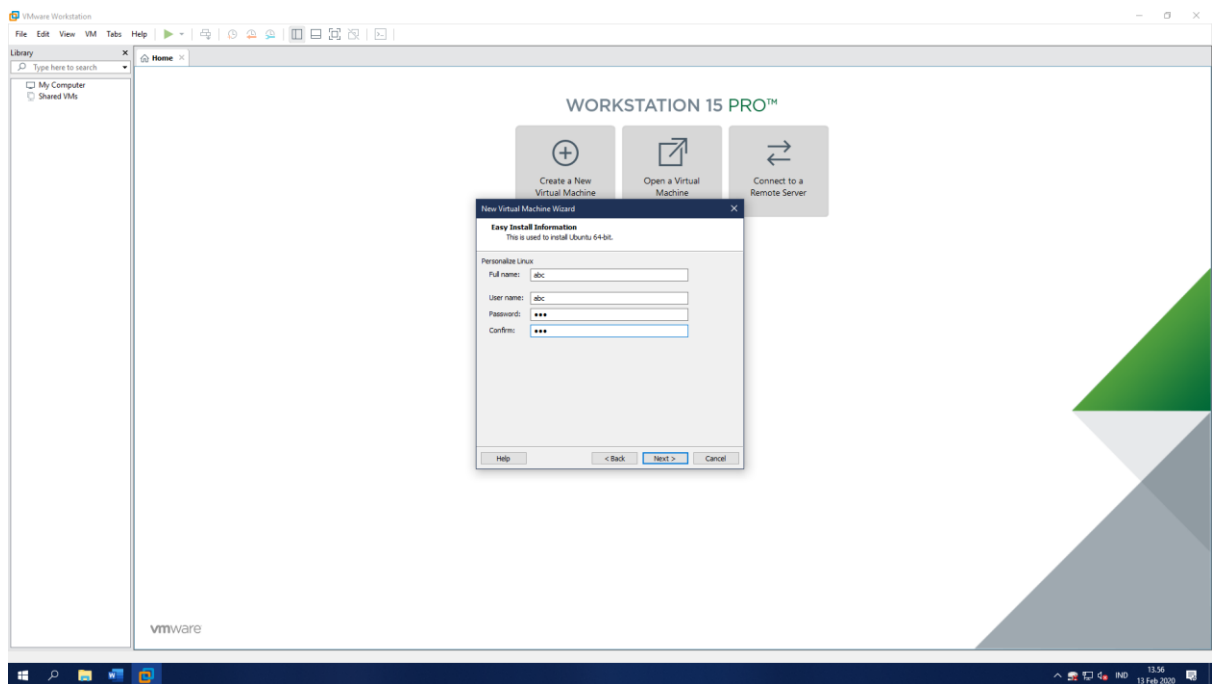 VMware Workstation
File Edit View VM Tabs Help
Library
Type here to search
My Computer
Shared VMs
Home
WORKSTATION 15 PRO™
Create a New
Virtual Machine
Open a Virtual
Machine
Connect to a
Remote Server
New Virtual Machine Wizard
Easy Install Information
This is used to install Ubuntu 64-bit.
Personalize Linux
Full name: abc
User name: abc
Password: ●●●
Confirm: ●●●
Help < Back Next > Cancel
vmware
IND
13.56
13 Feb 2020